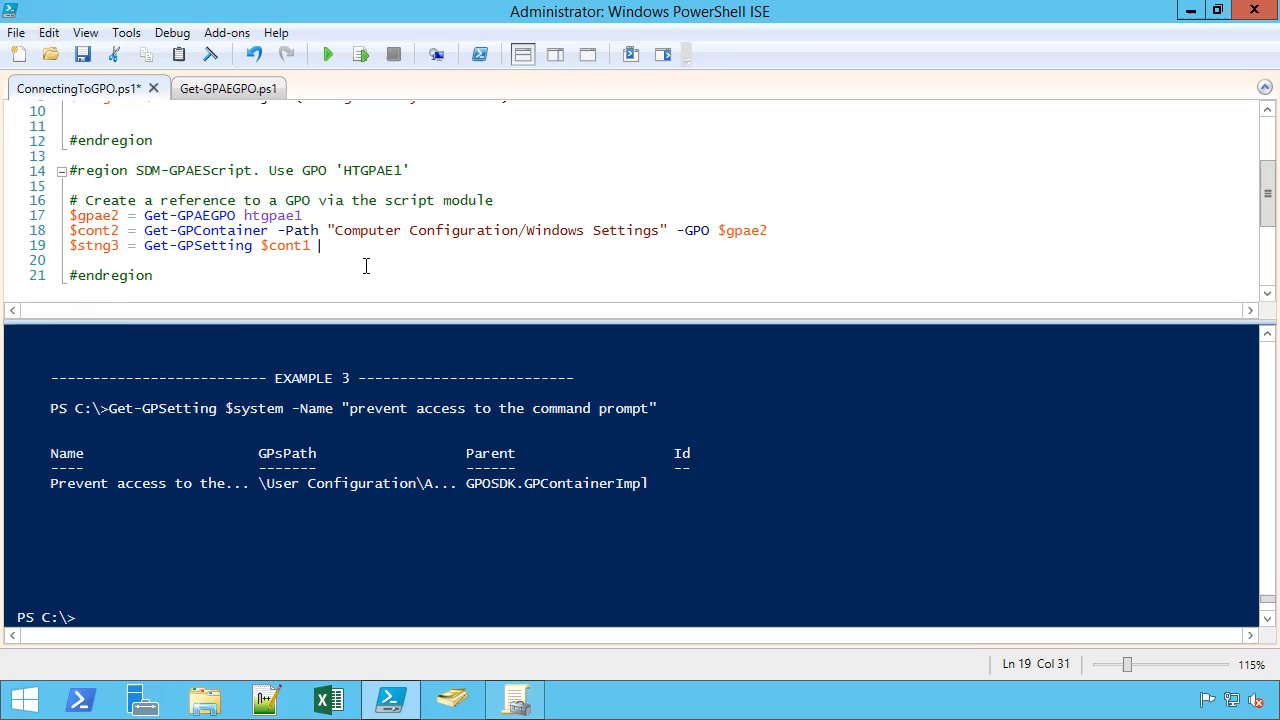 Administrator: Windows PowerShell ISE
File Edit View Tools Debug Add-ons Help
ConnectingToGPO.ps1* Get-GPAEGPO.ps1
10
11
12 #endregion
13
14 #region SDM-GPAEScript. Use GPO 'HTGPAE1'
15
16 # Create a reference to a GPO via the script module
17 $gpae2 = Get-GPAEGPO htgpae1
18 $cont2 = Get-GPContainer -Path "Computer Configuration/Windows Settings" -GPO $gpae2
19 $stng3 = Get-GPSetting $cont1
20
21 #endregion
-------------------------- EXAMPLE 3 --------------------------
PS C:\>Get-GPSetting $system -Name "prevent access to the command prompt"
Name GPsPath Parent Id
---- ------- ------ --
Prevent access to the... \User Configuration\A... GPOSDK.GPContainerImpl
PS C:\>
Ln 19 Col 31 115%